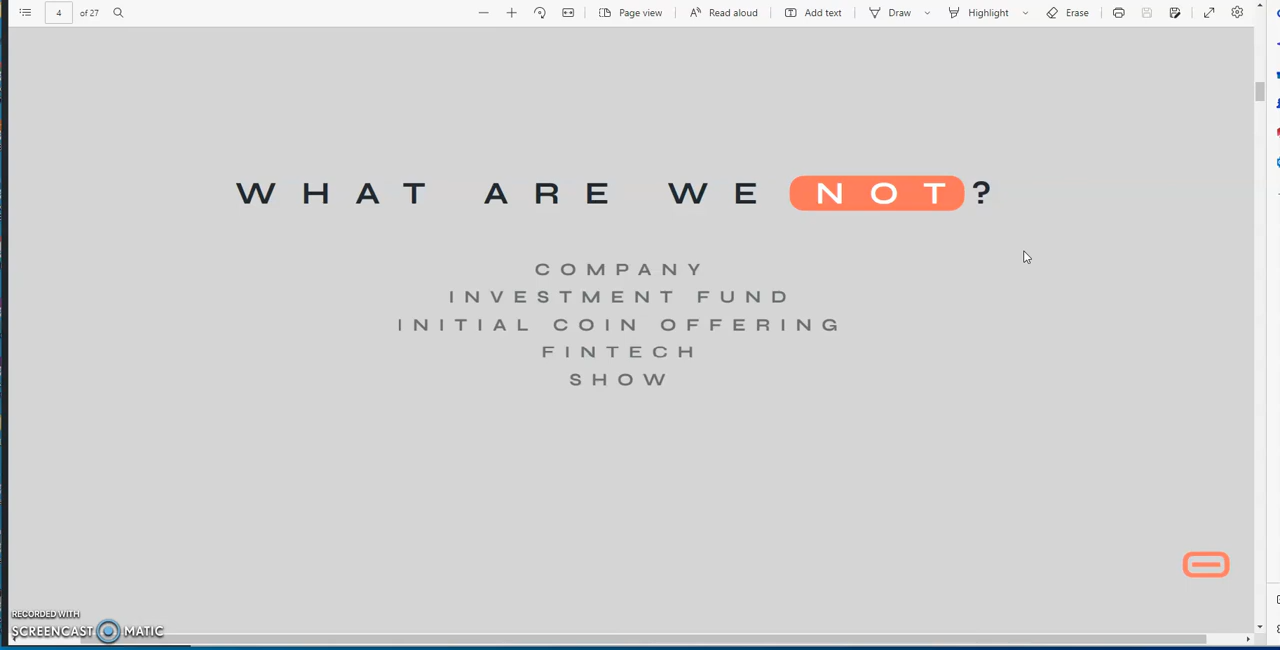 4 of 27 Page view Read aloud Add text Draw Highlight Erase
WHAT ARE WE NOT?
COMPANY
INVESTMENT FUND
INITIAL COIN OFFERING
FINTECH
SHOW
RECORDED WITH
SCREENCAST MATIC